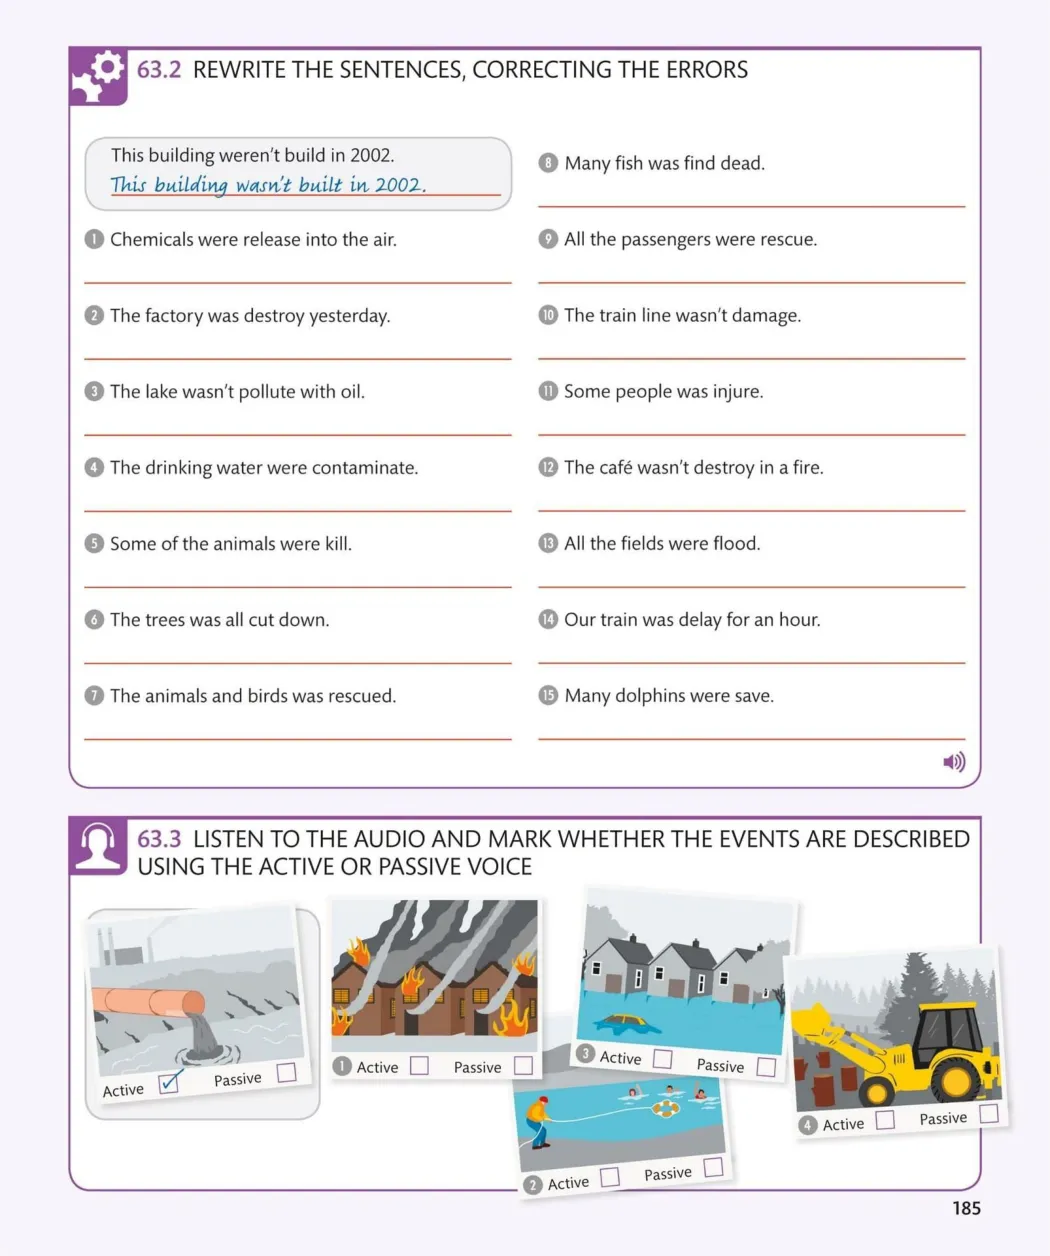 63.2 REWRITE THE SENTENCES, CORRECTING THE ERRORS
This building weren't build in 2002.
This building wasn't built in 2002.
1 Chemicals were release into the air.
2 The factory was destroy yesterday.
3 The lake wasn't pollute with oil.
4 The drinking water were contaminate.
5 Some of the animals were kill.
6 The trees was all cut down.
7 The animals and birds was rescued.
8 Many fish was find dead.
9 All the passengers were rescue.
10 The train line wasn't damage.
11 Some people was injure.
12 The café wasn't destroy in a fire.
13 All the fields were flood.
14 Our train was delay for an hour.
15 Many dolphins were save.
63.3 LISTEN TO THE AUDIO AND MARK WHETHER THE EVENTS ARE DESCRIBED
USING THE ACTIVE OR PASSIVE VOICE
Active Passive
1 Active Passive
2 Active Passive
3 Active Passive
4 Active Passive
185